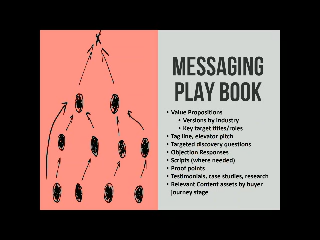 MESSAGING
PLAY BOOK
• Value Propositions
• Versions by industry
• Key target titles/roles
• Tag line, elevator pitch
• Targeted discovery questions
• Objection Responses
• Scripts (where needed)
• Proof points
• Testimonials, case studies, research
• Relevant Content assets by buyer
journey stage